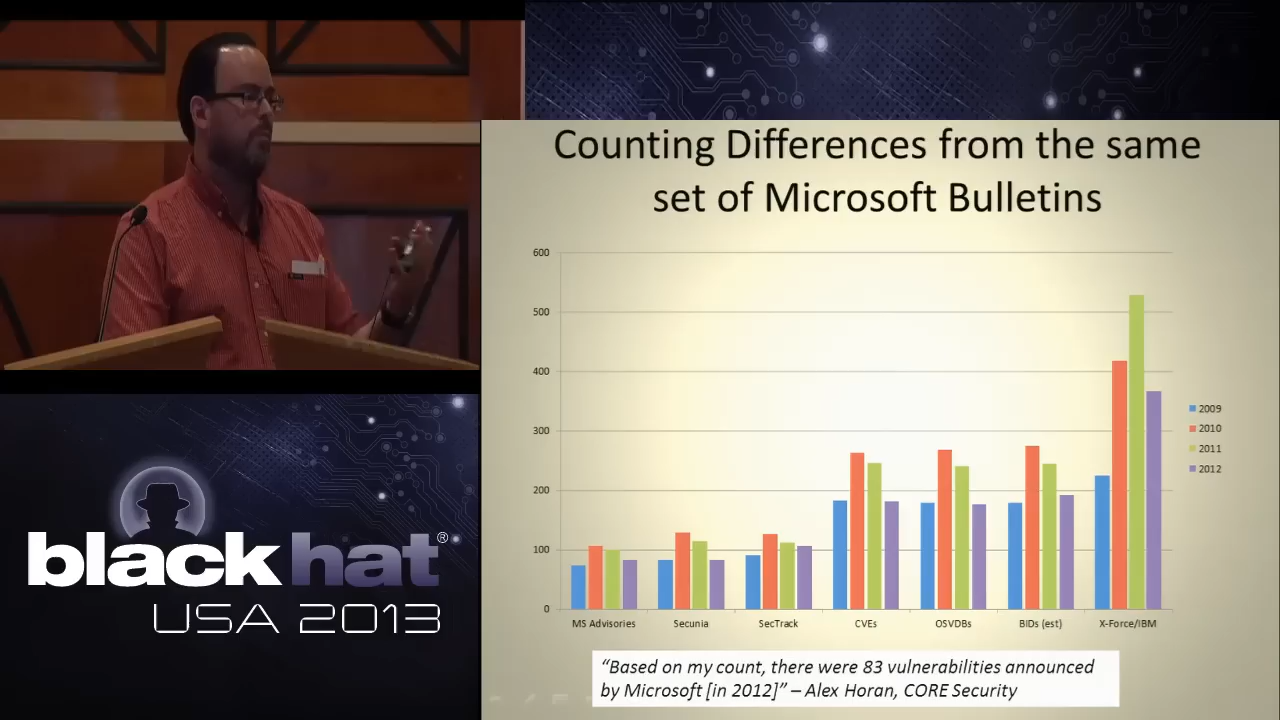 Counting Differences from the same
set of Microsoft Bulletins
600
500
400
300
200
100
0
MS Advisories
Secunia
SecTrack
CVEs
OSVDBs
BIDs (est)
X-Force/IBM
2009
2010
2011
2012
“Based on my count, there were 83 vulnerabilities announced
by Microsoft [in 2012]” – Alex Horan, CORE Security
black hat®
USA 2013